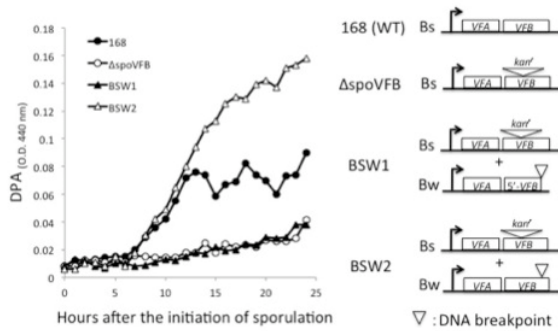 0.18
0.16
0.14
0.12
0.1
0.08
0.06
0.04
0.02
0
DPA (O.D. 440 nm)
168
ΔspoVFB
BSW1
BSW2
0 5 10 15 20 25
Hours after the initiation of sporulation
168 (WT) Bs VFA VFB
kanʳ
ΔspoVFB Bs VFA VFB
kanʳ
Bs VFA VFB
BSW1 +
Bw VFA 5'-VFB
kanʳ
Bs VFA VFB
BSW2 +
Bw VFA VFB
▽ : DNA breakpoint